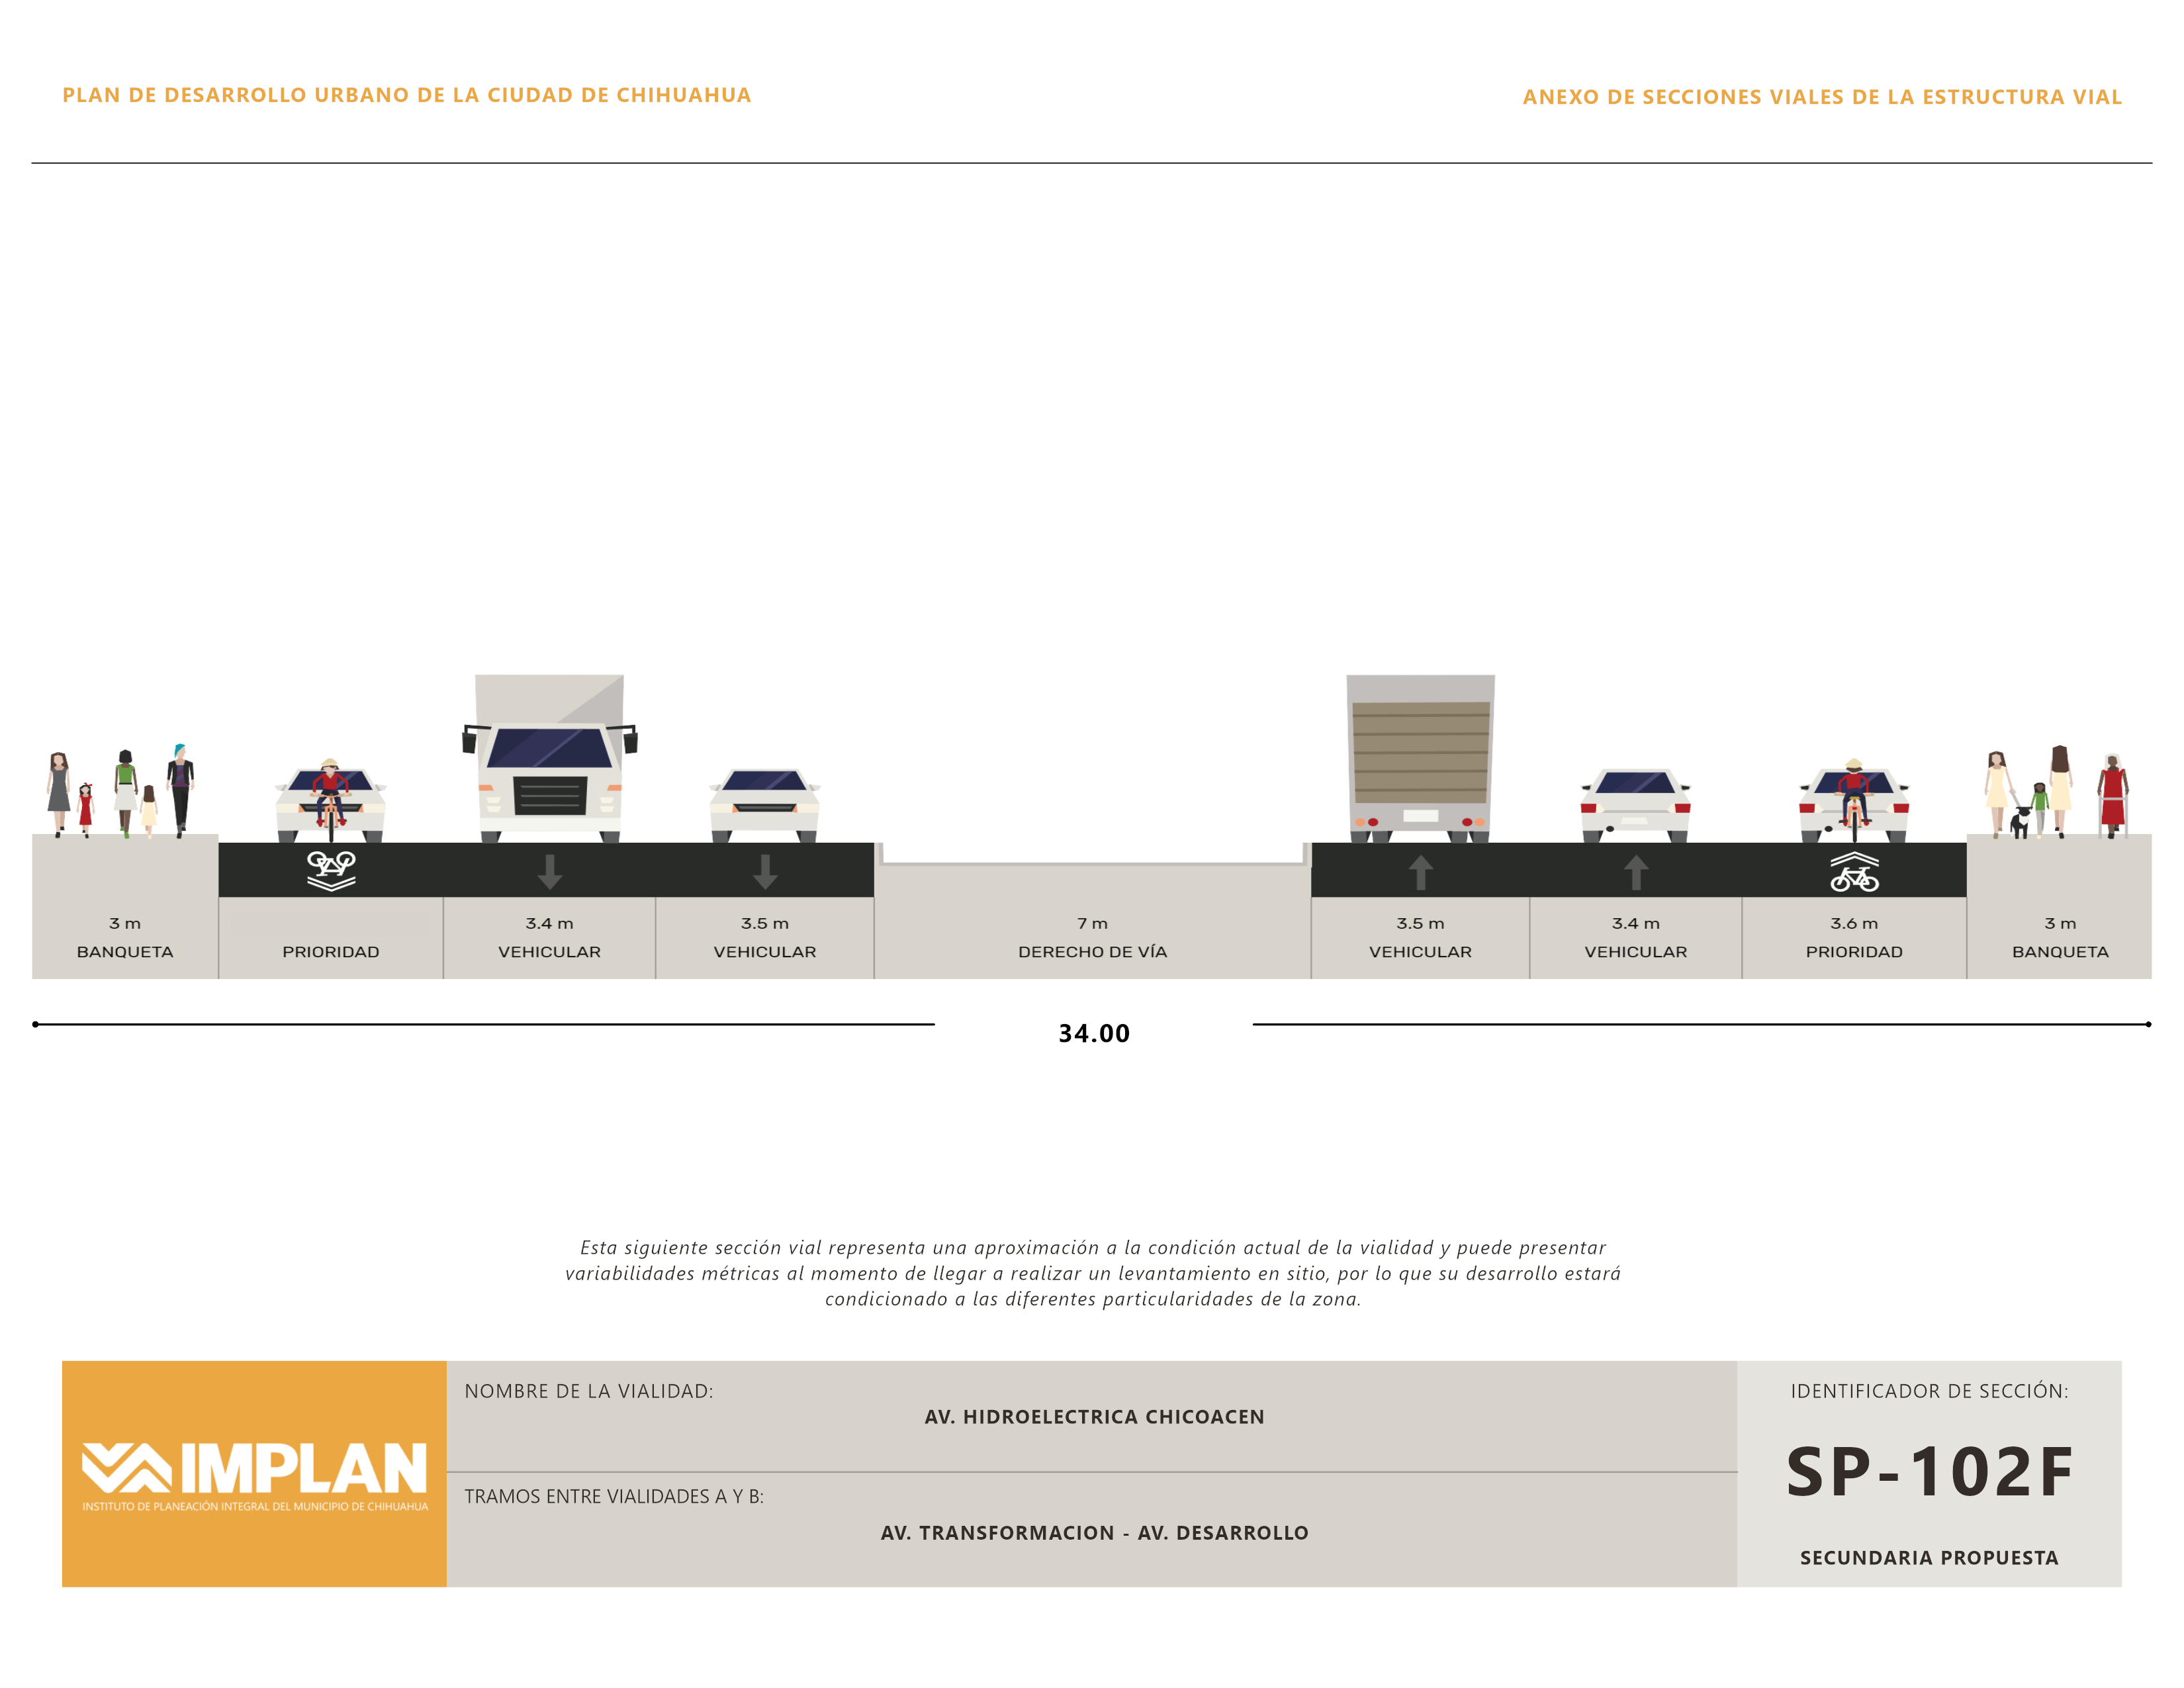 PLAN DE DESARROLLO URBANO DE LA CIUDAD DE CHIHUAHUA
ANEXO DE SECCIONES VIALES DE LA ESTRUCTURA VIAL
3 m
BANQUETA
PRIORIDAD
3.4 m
VEHICULAR
3.5 m
VEHICULAR
7 m
DERECHO DE VÍA
3.5 m
VEHICULAR
3.4 m
VEHICULAR
3.6 m
PRIORIDAD
3 m
BANQUETA
34.00
Esta siguiente sección vial representa una aproximación a la condición actual de la vialidad y puede presentar
variabilidades métricas al momento de llegar a realizar un levantamiento en sitio, por lo que su desarrollo estará
condicionado a las diferentes particularidades de la zona.
IMPLAN
INSTITUTO DE PLANEACIÓN INTEGRAL DEL MUNICIPIO DE CHIHUAHUA
NOMBRE DE LA VIALIDAD:
AV. HIDROELECTRICA CHICOACEN
TRAMOS ENTRE VIALIDADES A Y B:
AV. TRANSFORMACION - AV. DESARROLLO
IDENTIFICADOR DE SECCIÓN:
SP-102F
SECUNDARIA PROPUESTA